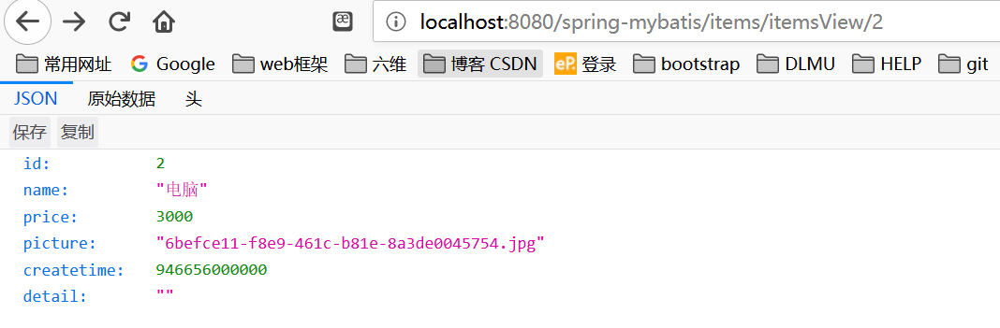 localhost:8080/spring-mybatis/items/itemsView/2
常用网址 Google web框架 六维 博客 CSDN eP. 登录 bootstrap DLMU HELP git
JSON 原始数据 头
保存 复制
id: 2
name: "电脑"
price: 3000
picture: "6befce11-f8e9-461c-b81e-8a3de0045754.jpg"
createtime: 946656000000
detail: ""